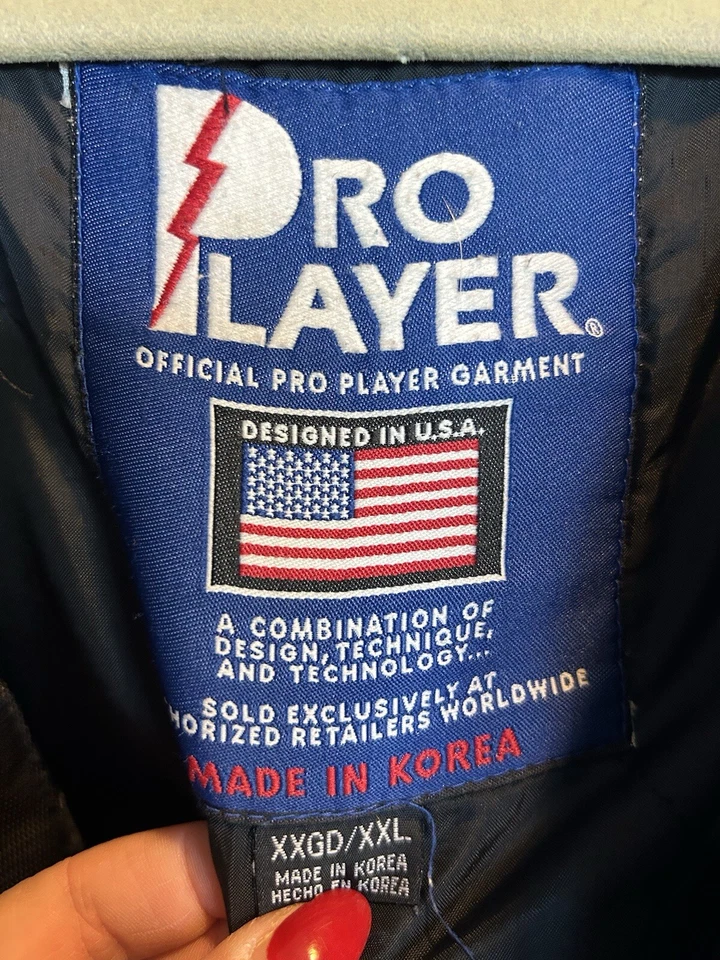 PRO
PLAYER®
OFFICIAL PRO PLAYER GARMENT
DESIGNED IN U.S.A.
A COMBINATION OF
DESIGN, TECHNIQUE,
AND TECHNOLOGY...
SOLD EXCLUSIVELY AT
HORIZED RETAILERS WORLDWIDE
MADE IN KOREA
XXGD/XXL
MADE IN KOREA
HECHO EN KOREA